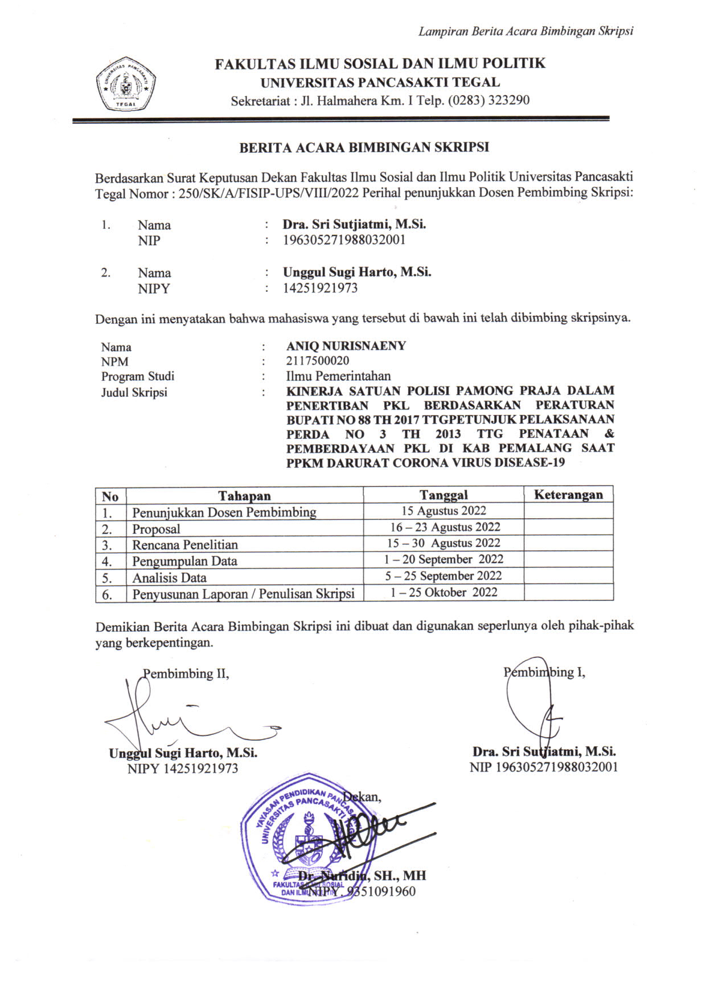 Lampiran Berita Acara Bimbingan Skripsi
UNIVERSITAS PANCASAKTI
TEGAL
FAKULTAS ILMU SOSIAL DAN ILMU POLITIK
UNIVERSITAS PANCASAKTI TEGAL
Sekretariat : Jl. Halmahera Km. I Telp. (0283) 323290
BERITA ACARA BIMBINGAN SKRIPSI
Berdasarkan Surat Keputusan Dekan Fakultas Ilmu Sosial dan Ilmu Politik Universitas Pancasakti
Tegal Nomor : 250/SK/A/FISIP-UPS/VIII/2022 Perihal penunjukkan Dosen Pembimbing Skripsi:
1. Nama : Dra. Sri Sutjiatmi, M.Si.
NIP : 196305271988032001
2. Nama : Unggul Sugi Harto, M.Si.
NIPY : 14251921973
Dengan ini menyatakan bahwa mahasiswa yang tersebut di bawah ini telah dibimbing skripsinya.
Nama : ANIQ NURISNAENY
NPM : 2117500020
Program Studi : Ilmu Pemerintahan
Judul Skripsi : KINERJA SATUAN POLISI PAMONG PRAJA DALAM
PENERTIBAN PKL BERDASARKAN PERATURAN
BUPATI NO 88 TH 2017 TTGPETUNJUK PELAKSANAAN
PERDA NO 3 TH 2013 TTG PENATAAN &
PEMBERDAYAAN PKL DI KAB PEMALANG SAAT
PPKM DARURAT CORONA VIRUS DISEASE-19
No Tahapan Tanggal Keterangan
1. Penunjukkan Dosen Pembimbing 15 Agustus 2022
2. Proposal 16 – 23 Agustus 2022
3. Rencana Penelitian 15 – 30 Agustus 2022
4. Pengumpulan Data 1 – 20 September 2022
5. Analisis Data 5 – 25 September 2022
6. Penyusunan Laporan / Penulisan Skripsi 1 – 25 Oktober 2022
Demikian Berita Acara Bimbingan Skripsi ini dibuat dan digunakan seperlunya oleh pihak-pihak
yang berkepentingan.
Pembimbing II, Pembimbing I,
Unggul Sugi Harto, M.Si. Dra. Sri Sutjiatmi, M.Si.
NIPY 14251921973 NIP 196305271988032001
Dekan,
YAYASAN PENDIDIKAN PANCASAKTI
UNIVERSITAS PANCASAKTI TEGAL
Dr. Nuridin, SH., MH
FAKULTAS ILMU SOSIAL
DAN ILMU POLITIK
NIPY. 9351091960